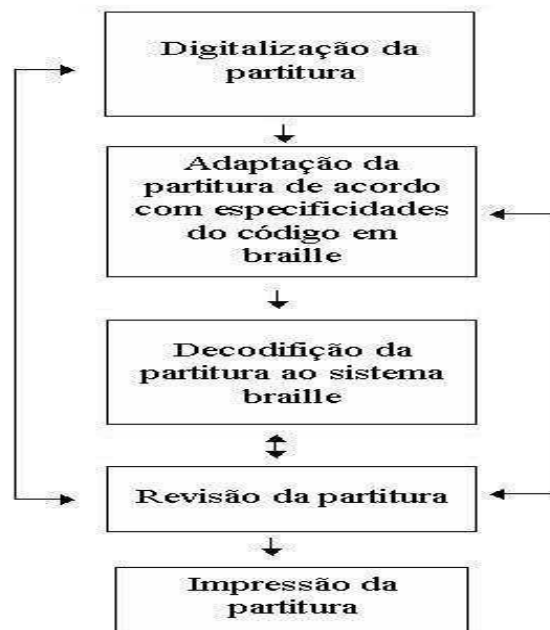 Digitalização da
partitura
Adaptação da
partitura de acordo
com especificidades
do código em
braille
Decodifição da
partitura ao sistema
braille
Revisão da partitura
Impressão da
partitura